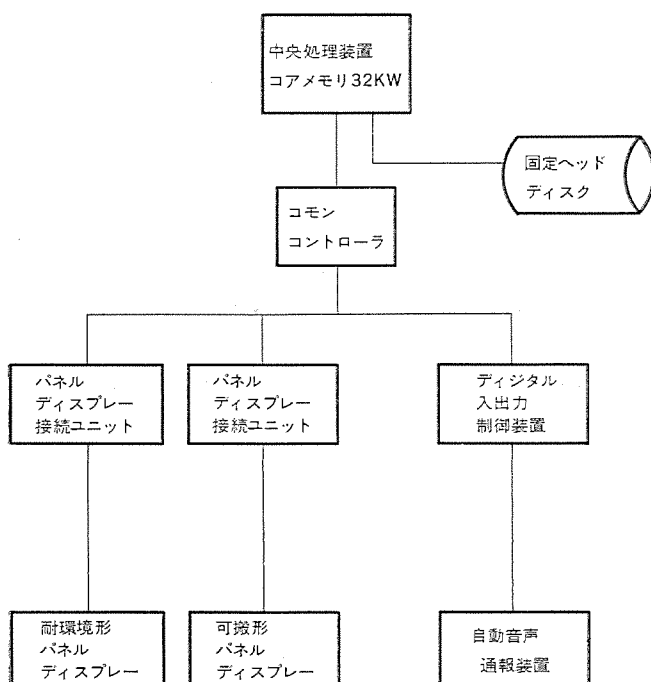 中央処理装置
コアメモリ32KW
固定ヘッド
ディスク
コモン
コントローラ
パネル
ディスプレー
接続ユニット
パネル
ディスプレー
接続ユニット
ディジタル
入出力
制御装置
耐環境形
パネル
ディスプレー
可搬形
パネル
ディスプレー
自動音声
通報装置